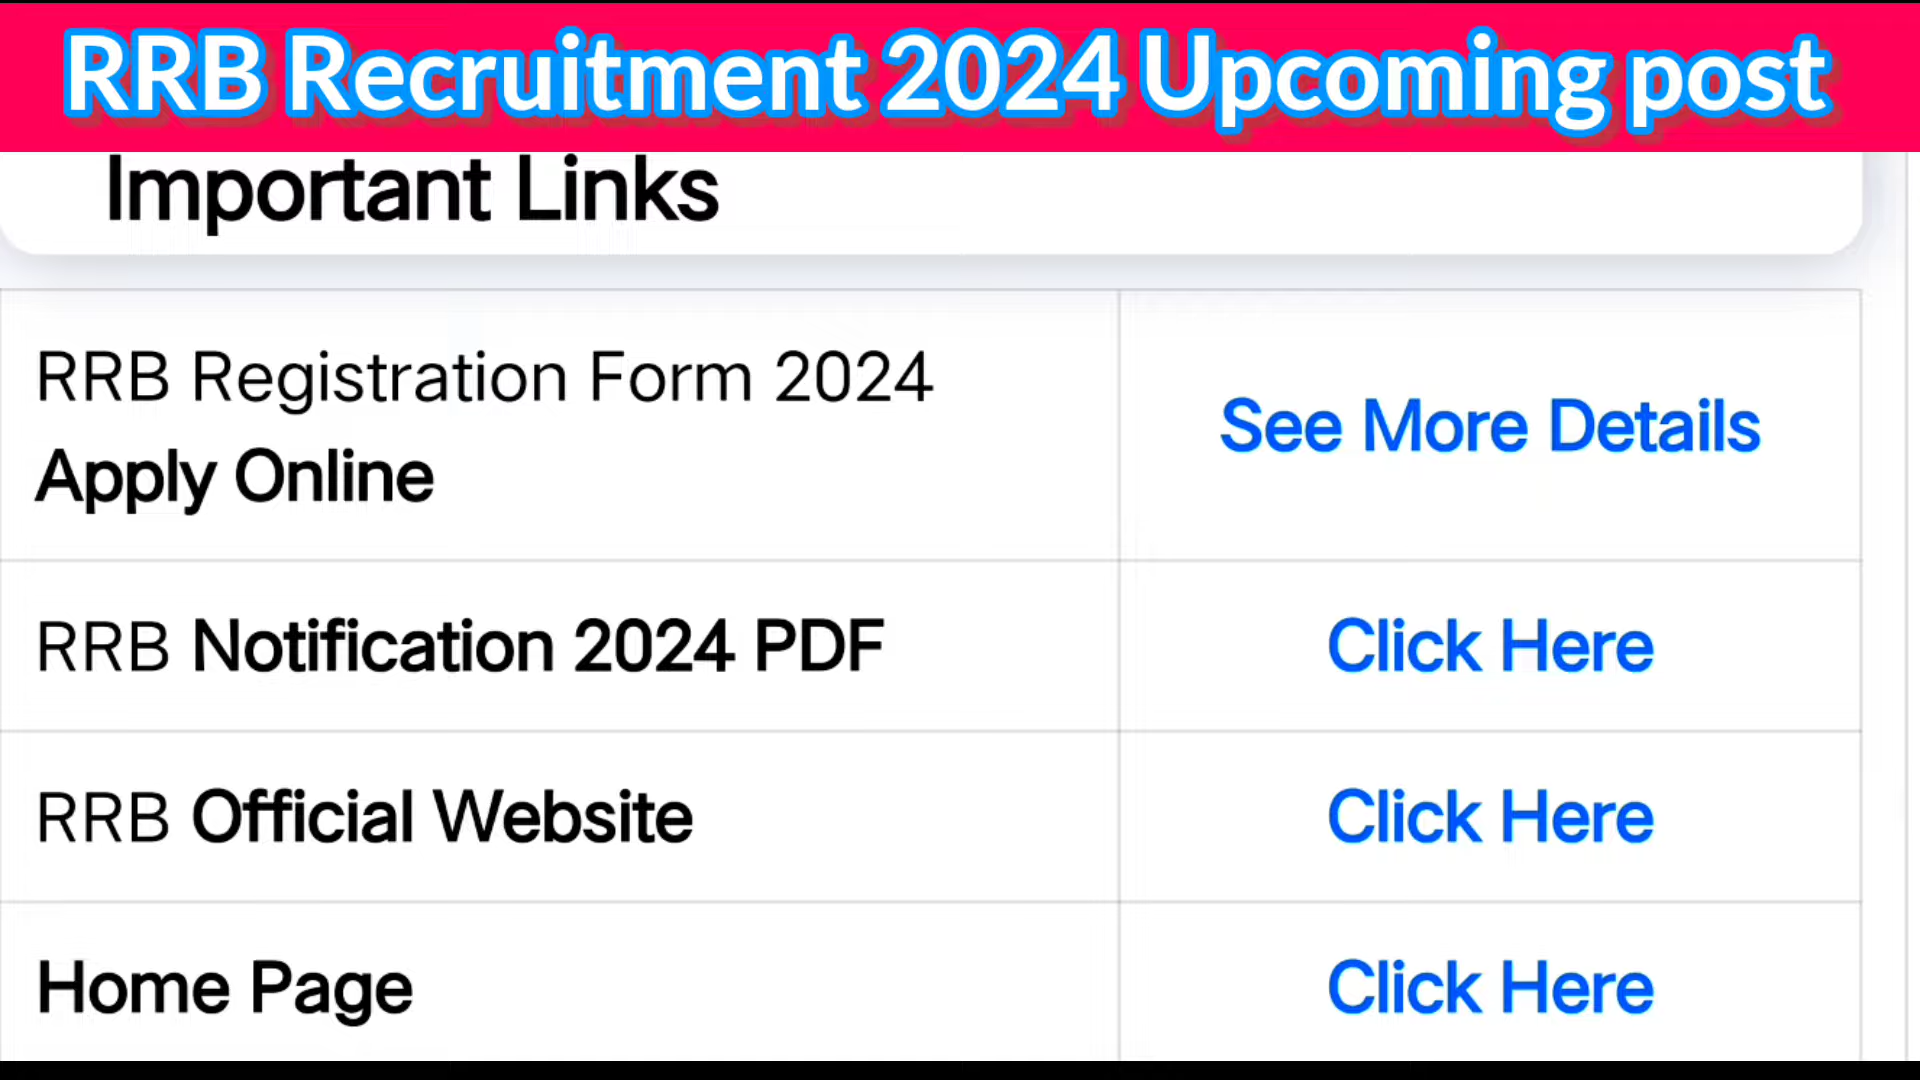 RRB Recruitment 2024 Upcoming post
Important Links
RRB Registration Form 2024
Apply Online
See More Details
RRB Notification 2024 PDF
Click Here
RRB Official Website
Click Here
Home Page
Click Here